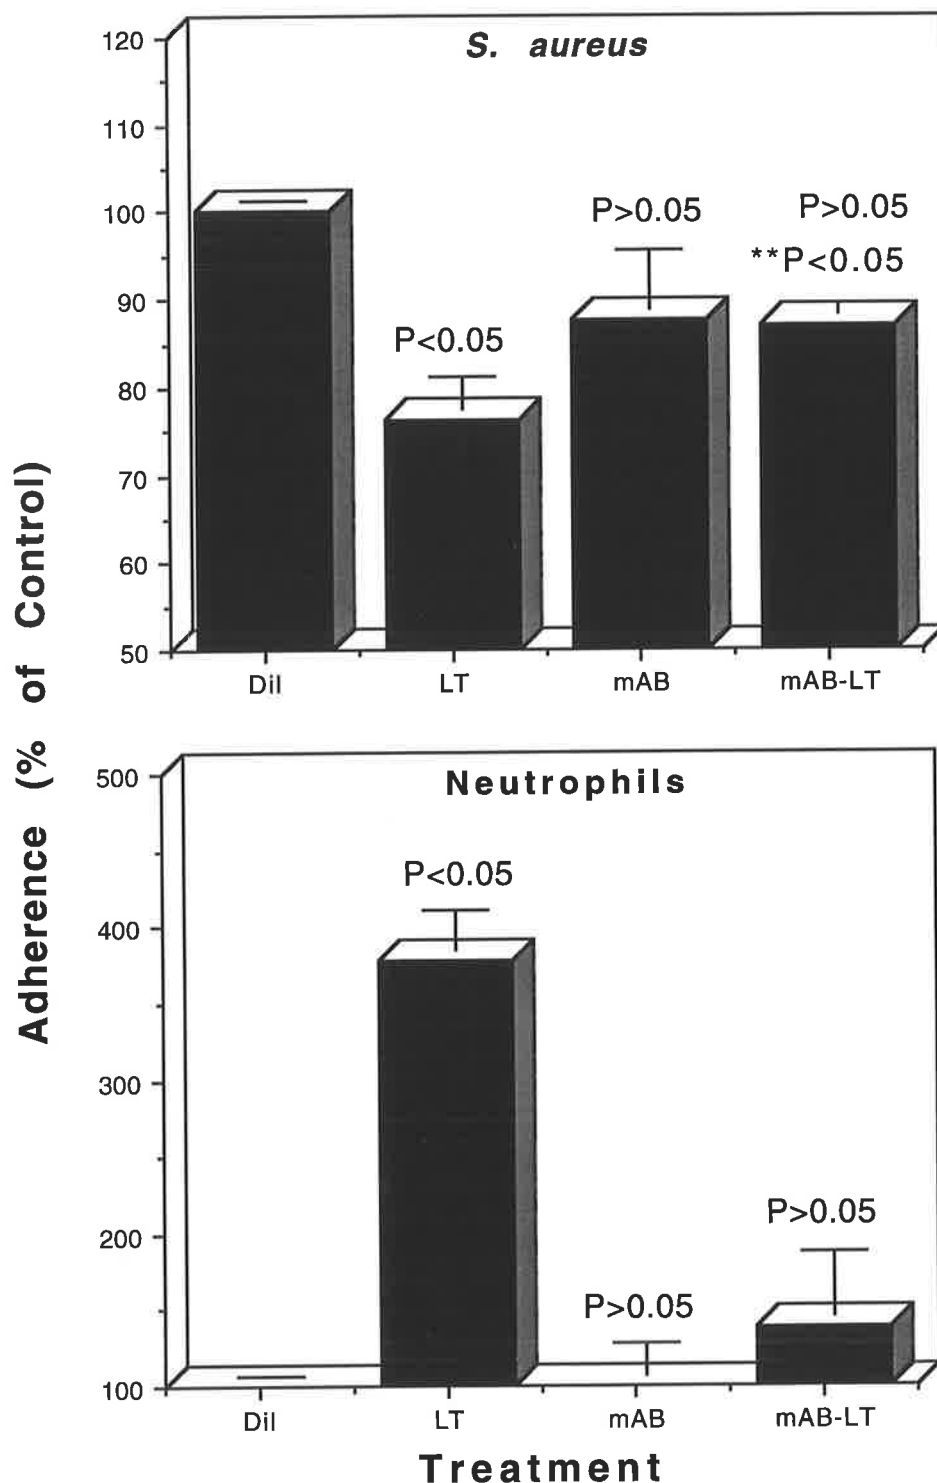 Adherence (% of Control)
S. aureus
120
110
100
90
80
70
60
50
P<0.05
P>0.05
P>0.05
**P<0.05
Dil
LT
mAB
mAB-LT
Neutrophils
500
400
300
200
100
P<0.05
P>0.05
P>0.05
Dil
LT
mAB
mAB-LT
Treatment